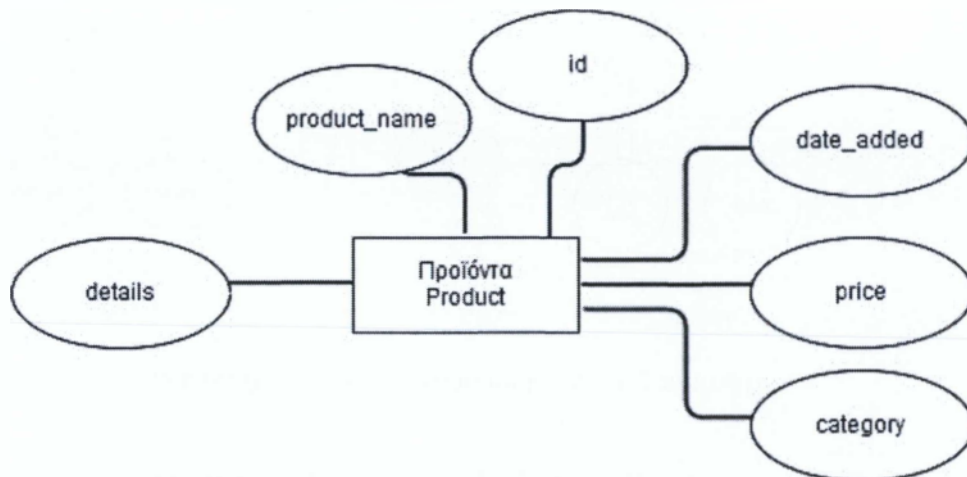 id
product_name
date_added
Προϊόντα
Product
details
price
category